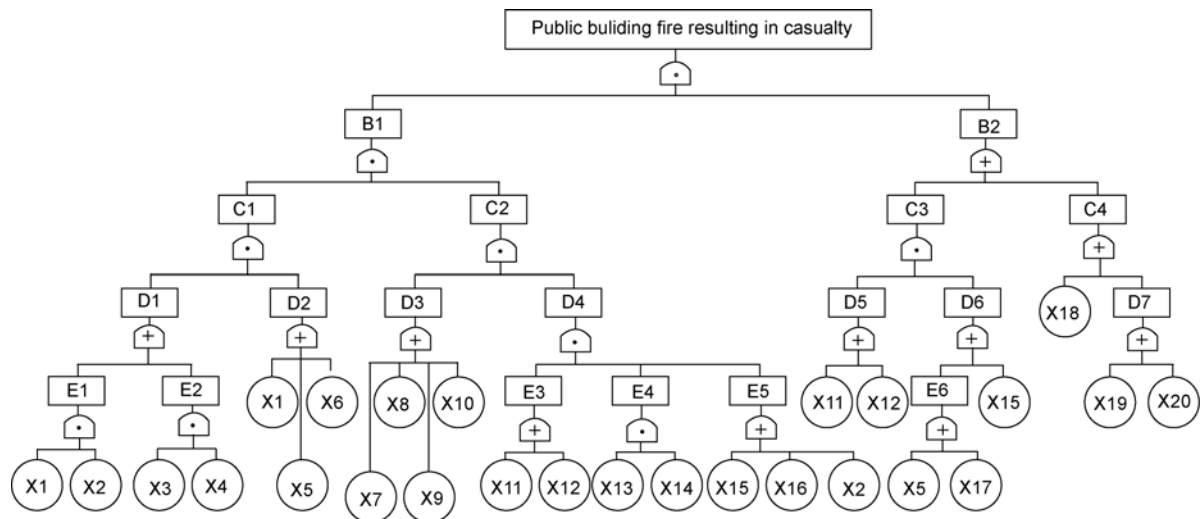 Public buliding fire resulting in casualty
B1 B2
+
C1 C2 C3 C4
+
D1 D2 D3 D4 D5 D6 X18 D7
+ + + + + +
E1 E2 X1 X6 X8 X10 E3 E4 E5 X11 X12 E6 X15 X19 X20
+ + +
X1 X2 X3 X4 X5 X7 X9 X11 X12 X13 X14 X15 X16 X2 X5 X17